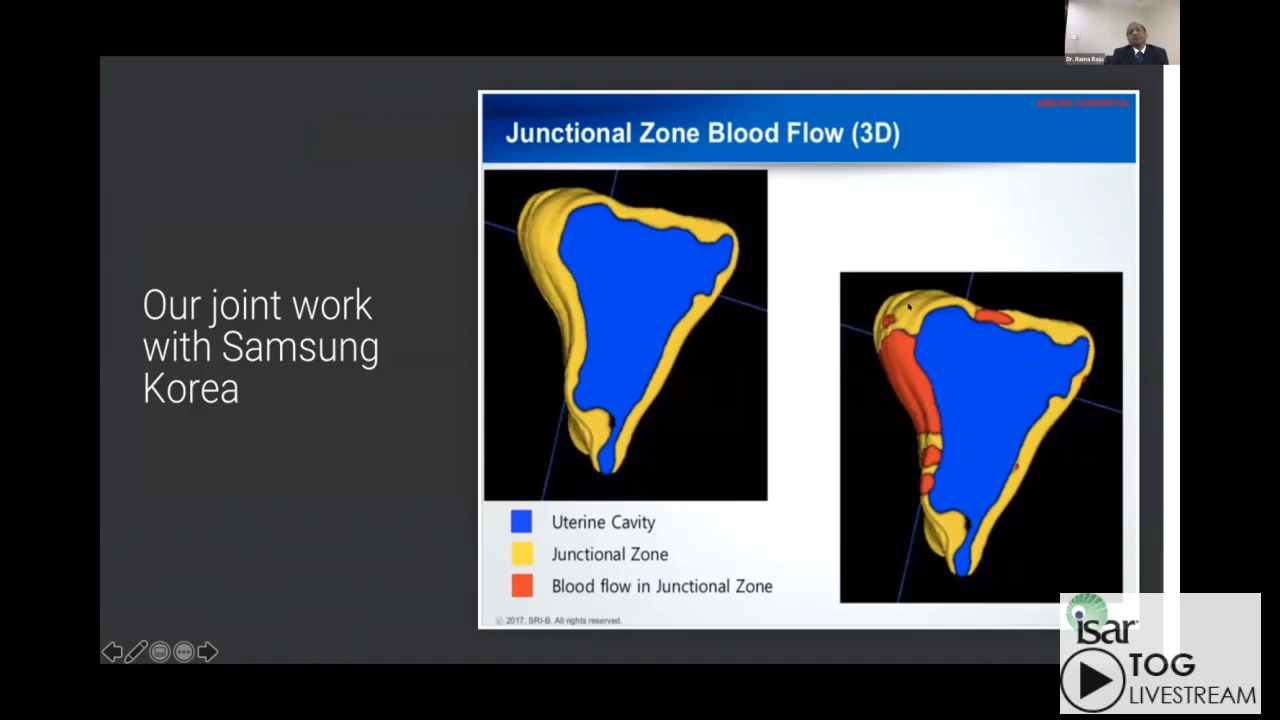 Dr. Rama Raju
Junctional Zone Blood Flow (3D)
Our joint work
with Samsung
Korea
Uterine Cavity
Junctional Zone
Blood flow in Junctional Zone
© 2017. SRI-B. All rights reserved.
isar
TOG
LIVESTREAM